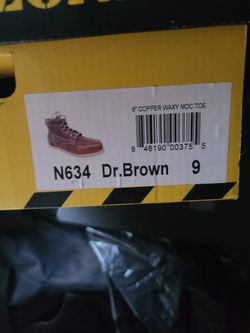 6" COPPER WAXY MOC TOE
8 46190 00375 5
N634 Dr.Brown 9